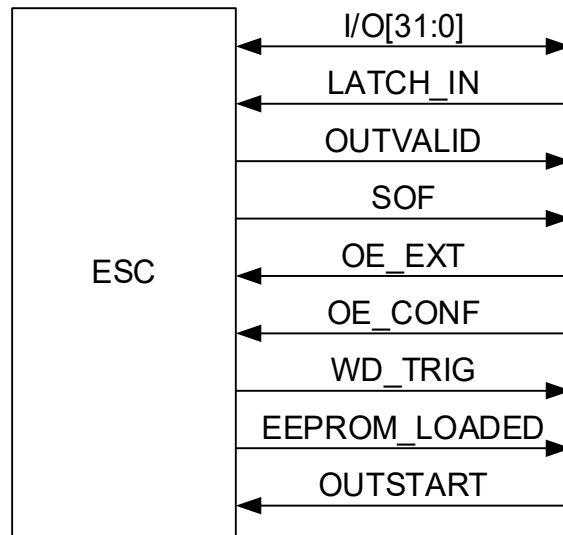 I/O[31:0]
LATCH_IN
OUTVALID
SOF
ESC
OE_EXT
OE_CONF
WD_TRIG
EEPROM_LOADED
OUTSTART